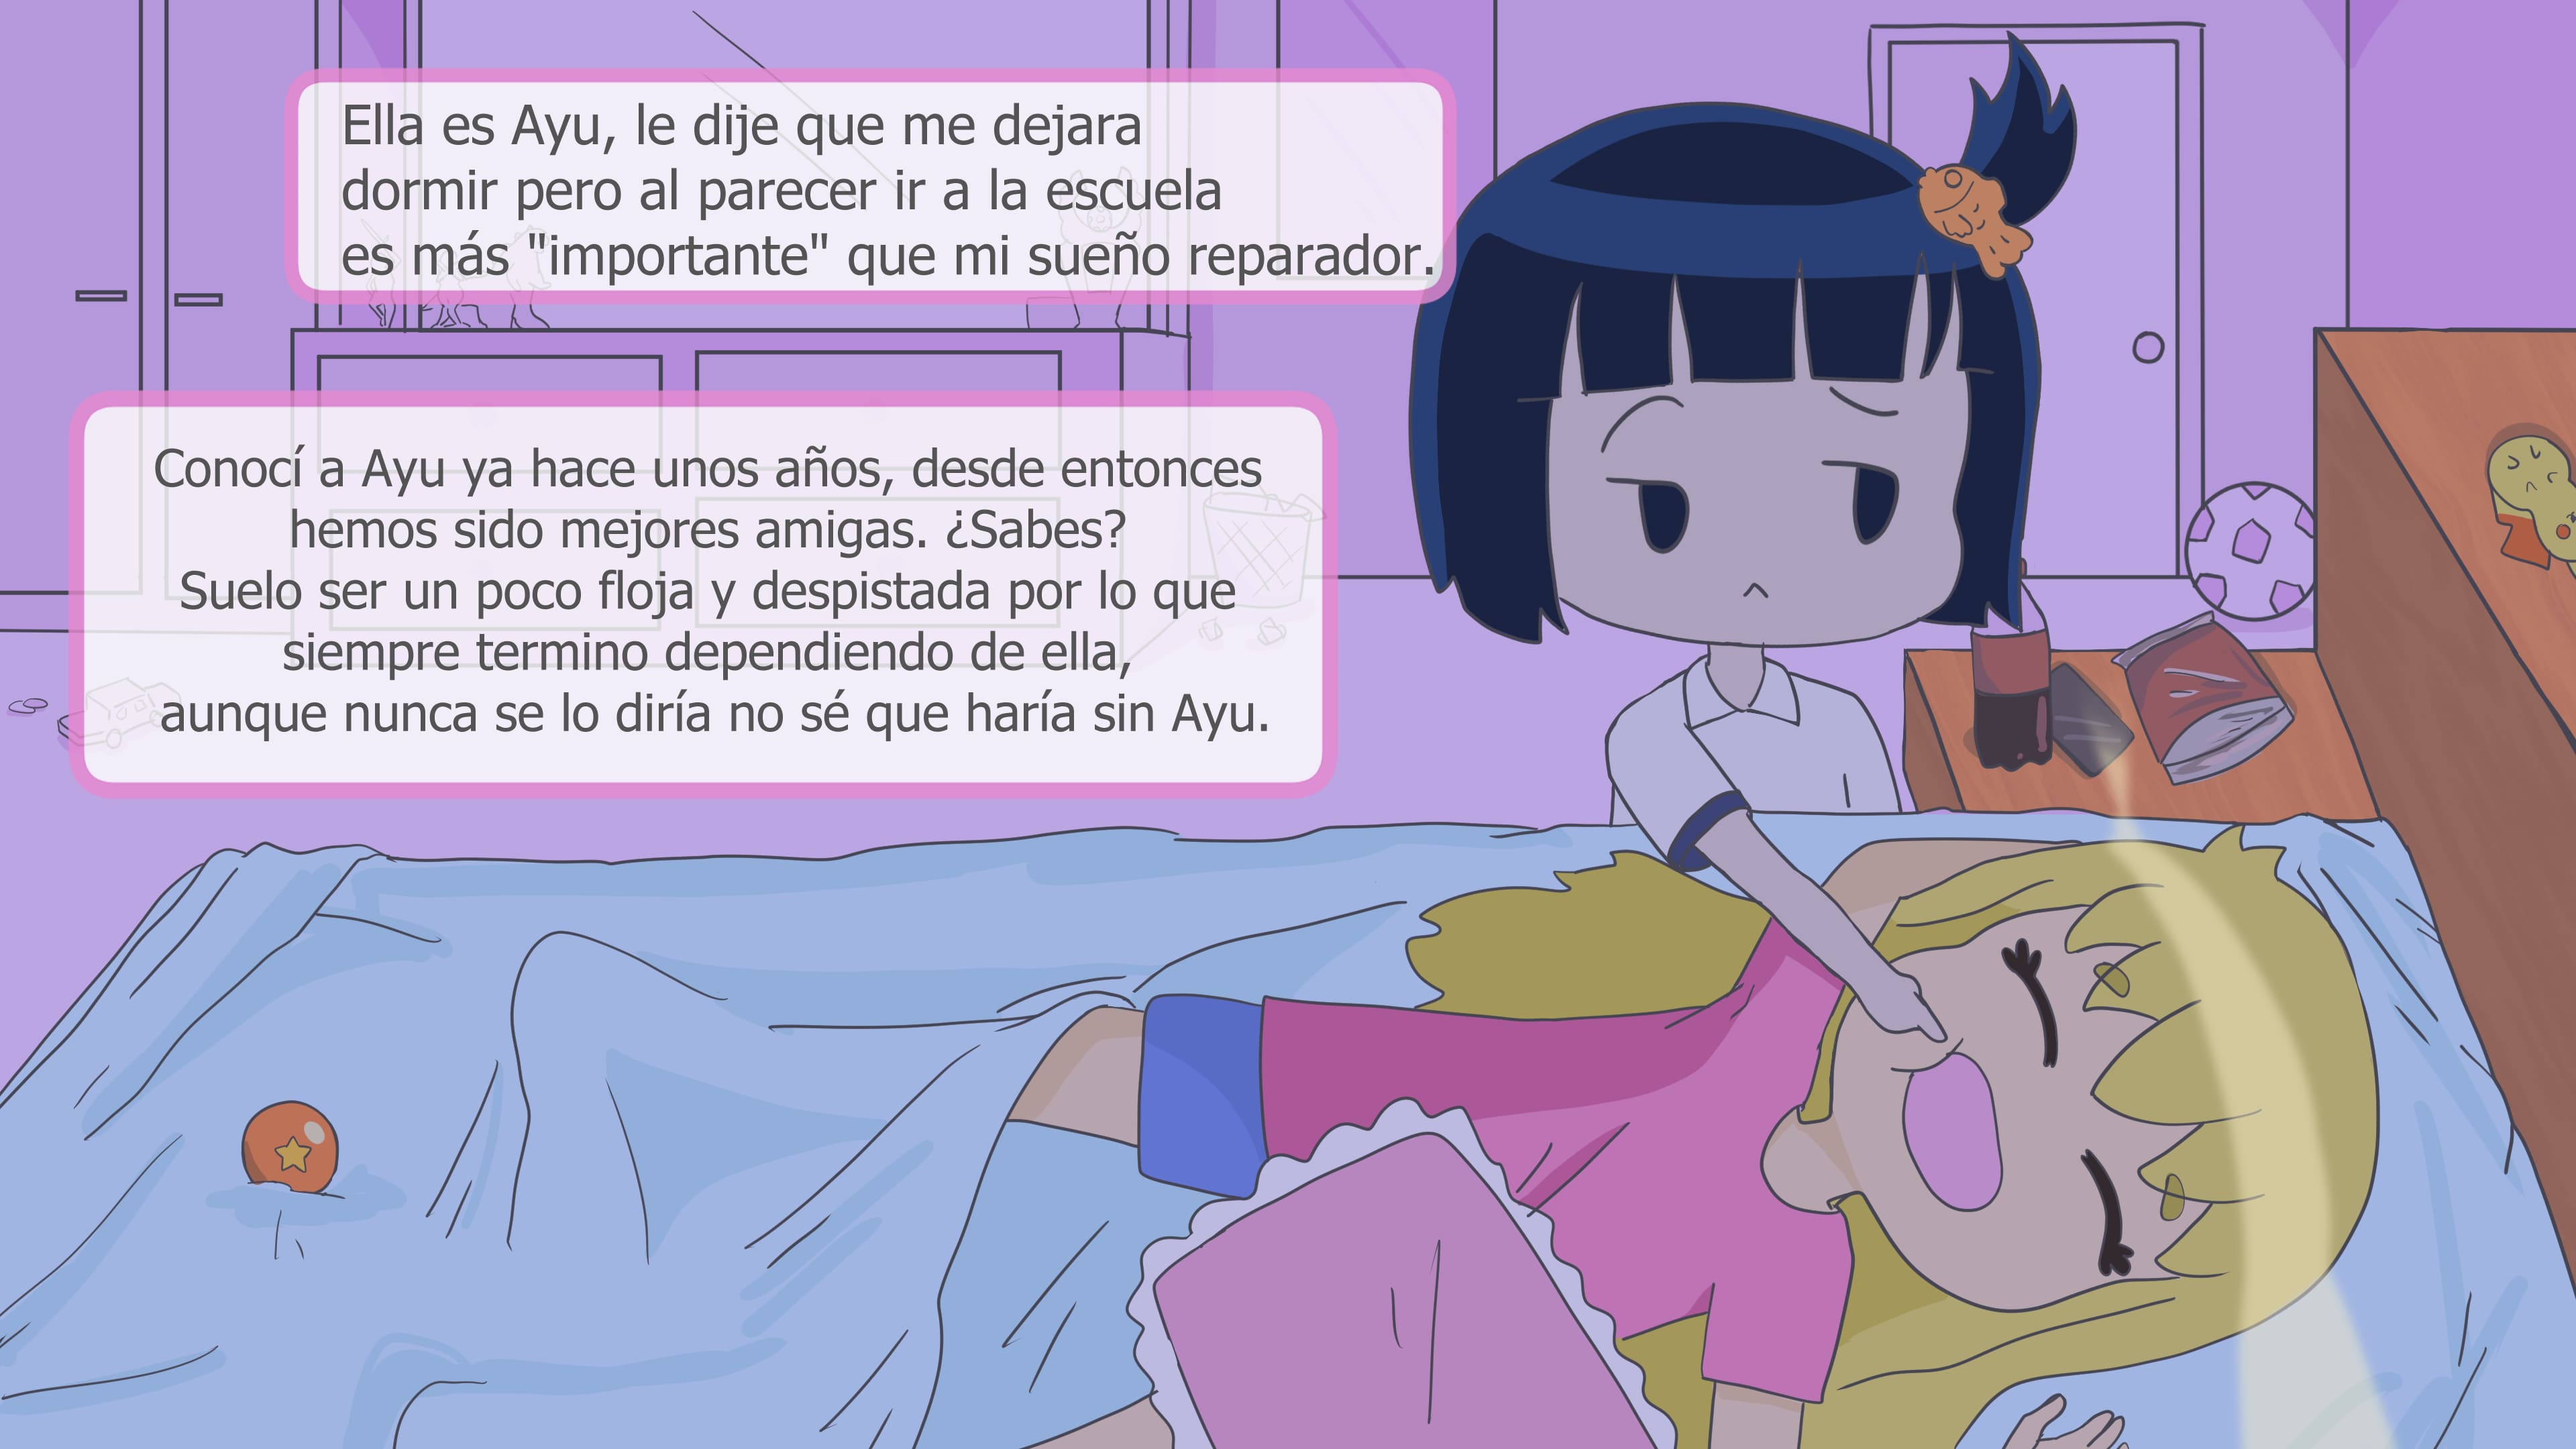 Ella es Ayu, le dije que me dejara
dormir pero al parecer ir a la escuela
es más "importante" que mi sueño reparador.
Conocí a Ayu ya hace unos años, desde entonces
hemos sido mejores amigas. ¿Sabes?
Suelo ser un poco floja y despistada por lo que
siempre termino dependiendo de ella,
aunque nunca se lo diría no sé que haría sin Ayu.